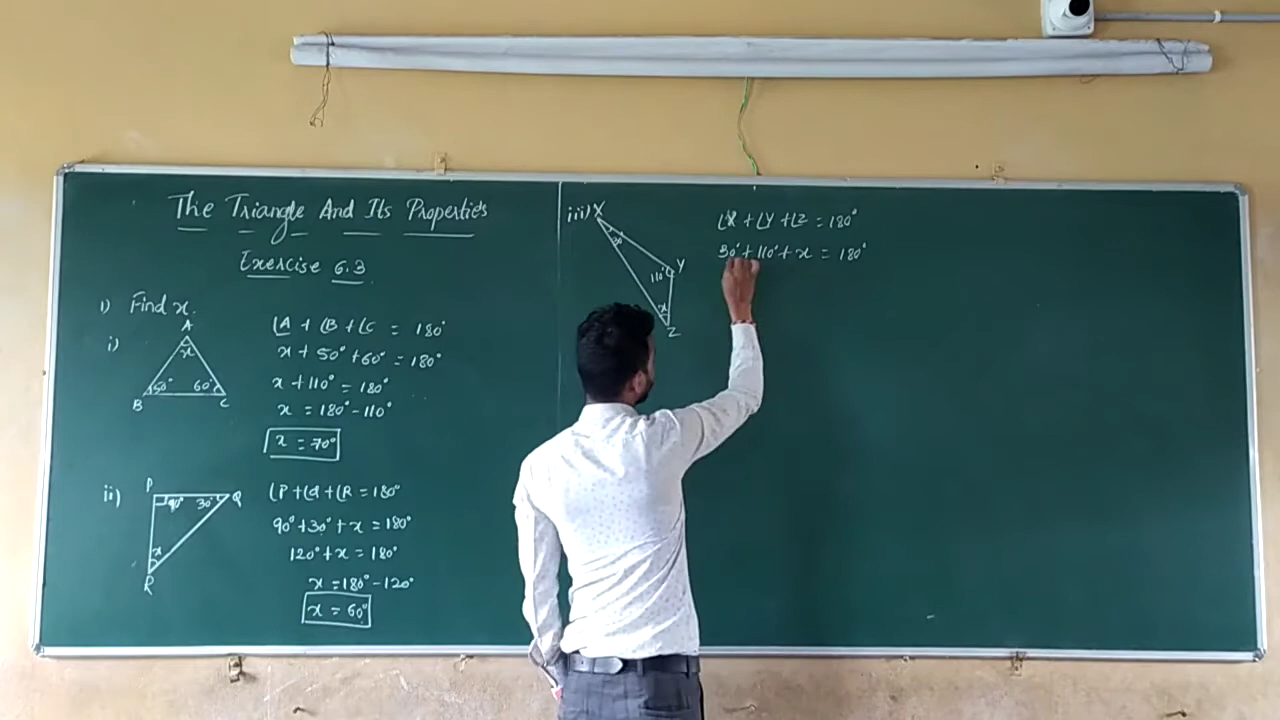 The Triangle And Its Properties
Exercise 6.3
1) Find x.
i)
A
x
50° 60°
B C
∠A + ∠B + ∠C = 180°
x + 50° + 60° = 180°
x + 110° = 180°
x = 180° - 110°
x = 70°
ii)
P Q
90° 30°
x
R
∠P + ∠Q + ∠R = 180°
90° + 30° + x = 180°
120° + x = 180°
x = 180° - 120°
x = 60°
iii) X
30°
Y
110°
x
Z
∠X + ∠Y + ∠Z = 180°
30° + 110° + x = 180°